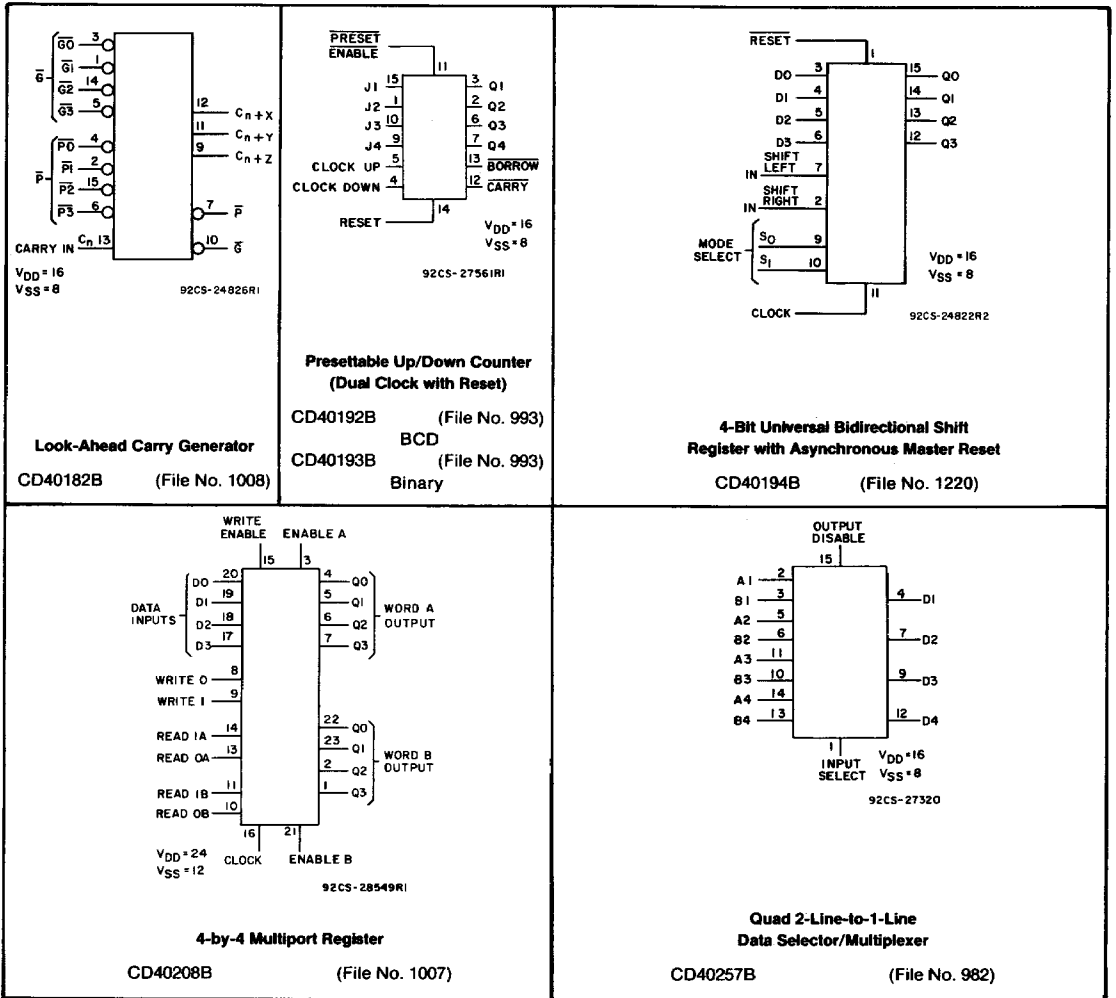 G̅0̅ 3
G̅1̅ 1
G̅2̅ 14
G̅3̅ 5
G̅
P̅0̅ 4
P̅1̅ 2
P̅2̅ 15
P̅3̅ 6
P̅
CARRY IN Cn 13
12 Cn+X
11 Cn+Y
9 Cn+Z
7 P̅
10 G̅
VDD=16
VSS=8
92CS-24826R1
Look-Ahead Carry Generator
CD40182B (File No. 1008)
P̅R̅E̅S̅E̅T̅
E̅N̅A̅B̅L̅E̅
11
J1 15 3 Q1
J2 1 2 Q2
J3 10 6 Q3
J4 9 7 Q4
CLOCK UP 5 13 B̅O̅R̅R̅O̅W̅
CLOCK DOWN 4 12 C̅A̅R̅R̅Y̅
RESET 14
VDD=16
VSS=8
92CS-27561R1
Presettable Up/Down Counter
(Dual Clock with Reset)
CD40192B (File No. 993)
BCD
CD40193B (File No. 993)
Binary
R̅E̅S̅E̅T̅
1
D0 3 15 Q0
D1 4 14 Q1
D2 5 13 Q2
D3 6 12 Q3
SHIFT
LEFT
IN 7
SHIFT
RIGHT
IN 2
MODE
SELECT
S0 9
S1 10
CLOCK 11
VDD=16
VSS=8
92CS-24822R2
4-Bit Universal Bidirectional Shift
Register with Asynchronous Master Reset
CD40194B (File No. 1220)
WRITE
ENABLE ENABLE A
15 3
DATA
INPUTS
D0 20 4 Q0
D1 19 5 Q1
D2 18 6 Q2
D3 17 7 Q3
WORD A
OUTPUT
WRITE 0 8
WRITE 1 9
READ 1A 14
READ 0A 13
READ 1B 11
READ 0B 10
22 Q0
23 Q1
2 Q2
1 Q3
WORD B
OUTPUT
16 21
CLOCK ENABLE B
VDD=24
VSS=12
92CS-28549R1
4-by-4 Multiport Register
CD40208B (File No. 1007)
OUTPUT
DISABLE
15
A1 2
B1 3
A2 5
B2 6
A3 11
B3 10
A4 14
B4 13
4 D1
7 D2
9 D3
12 D4
1
INPUT
SELECT
VDD=16
VSS=8
92CS-27320
Quad 2-Line-to-1-Line
Data Selector/Multiplexer
CD40257B (File No. 982)